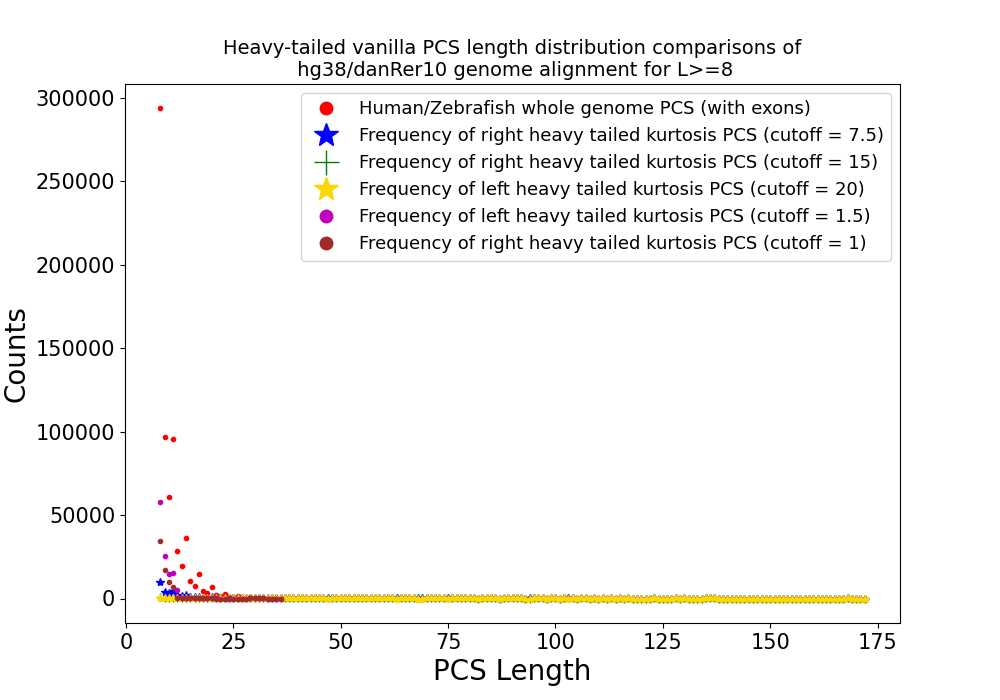 Heavy-tailed vanilla PCS length distribution comparisons of
hg38/danRer10 genome alignment for L>=8
Counts
300000
250000
200000
150000
100000
50000
0
Human/Zebrafish whole genome PCS (with exons)
Frequency of right heavy tailed kurtosis PCS (cutoff = 7.5)
Frequency of right heavy tailed kurtosis PCS (cutoff = 15)
Frequency of left heavy tailed kurtosis PCS (cutoff = 20)
Frequency of left heavy tailed kurtosis PCS (cutoff = 1.5)
Frequency of right heavy tailed kurtosis PCS (cutoff = 1)
0 25 50 75 100 125 150 175
PCS Length